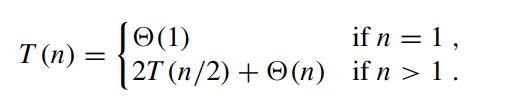 T(n) = { Θ(1) if n = 1 ,
2T(n/2) + Θ(n) if n > 1 .